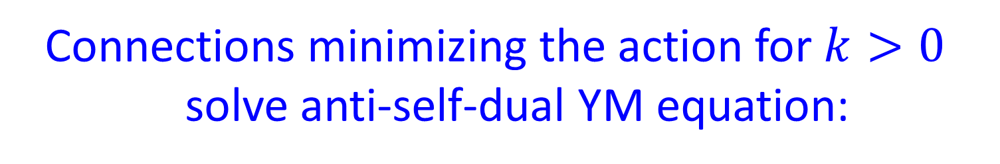 Connections minimizing the action for k > 0
solve anti-self-dual YM equation: